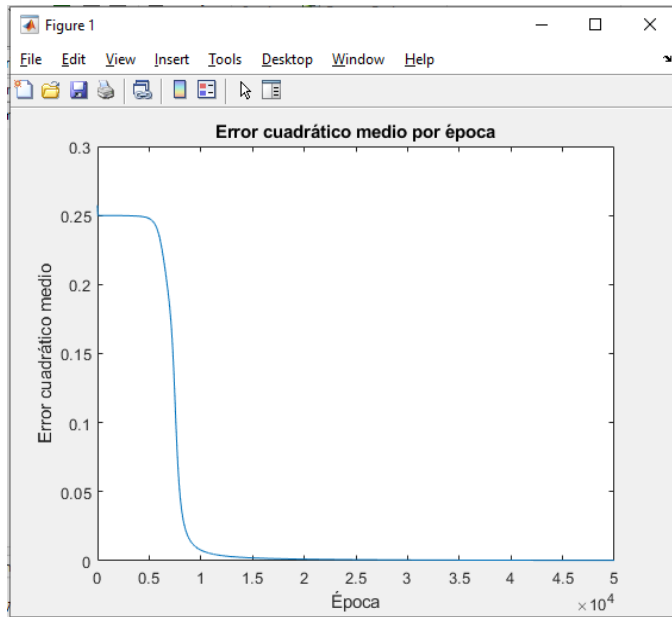 Figure 1
File Edit View Insert Tools Desktop Window Help
Error cuadrático medio por época
0.3
0.25
0.2
0.15
0.1
0.05
0
Error cuadrático medio
0 0.5 1 1.5 2 2.5 3 3.5 4 4.5 5
Época
×10⁴